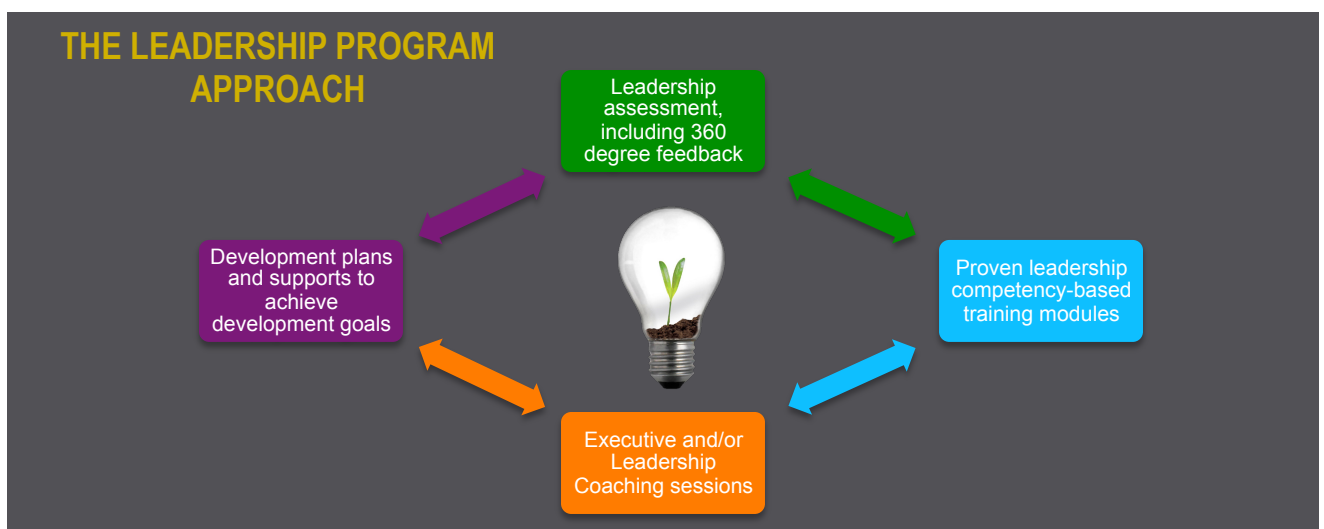 THE LEADERSHIP PROGRAM
APPROACH
Leadership
assessment,
including 360
degree feedback
Development plans
and supports to
achieve
development goals
Proven leadership
competency-based
training modules
Executive and/or
Leadership
Coaching sessions